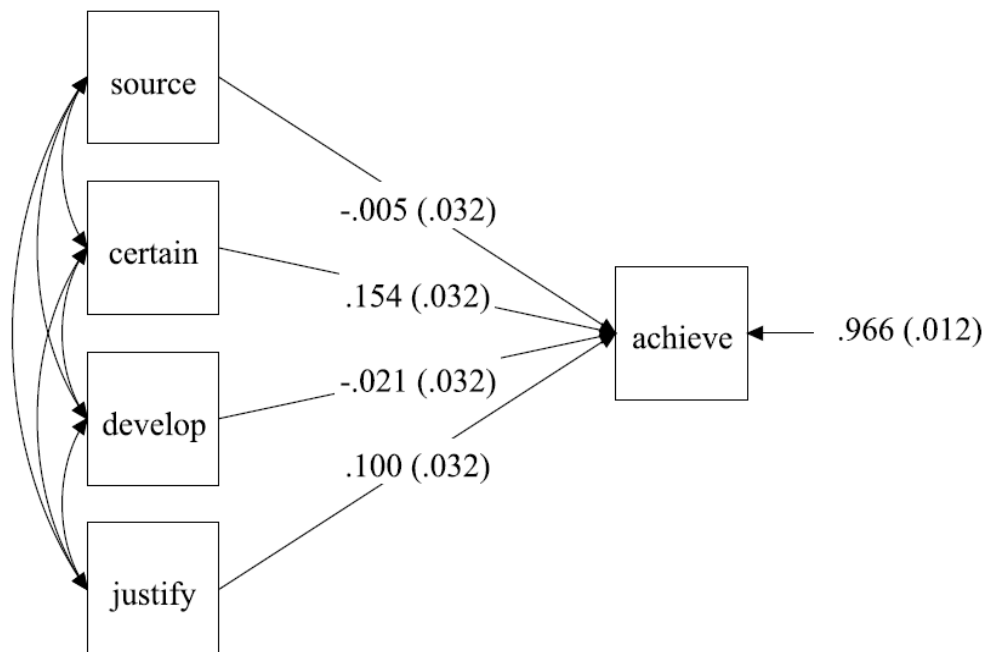 source
-.005 (.032)
certain
.154 (.032)
achieve
.966 (.012)
-.021 (.032)
develop
.100 (.032)
justify